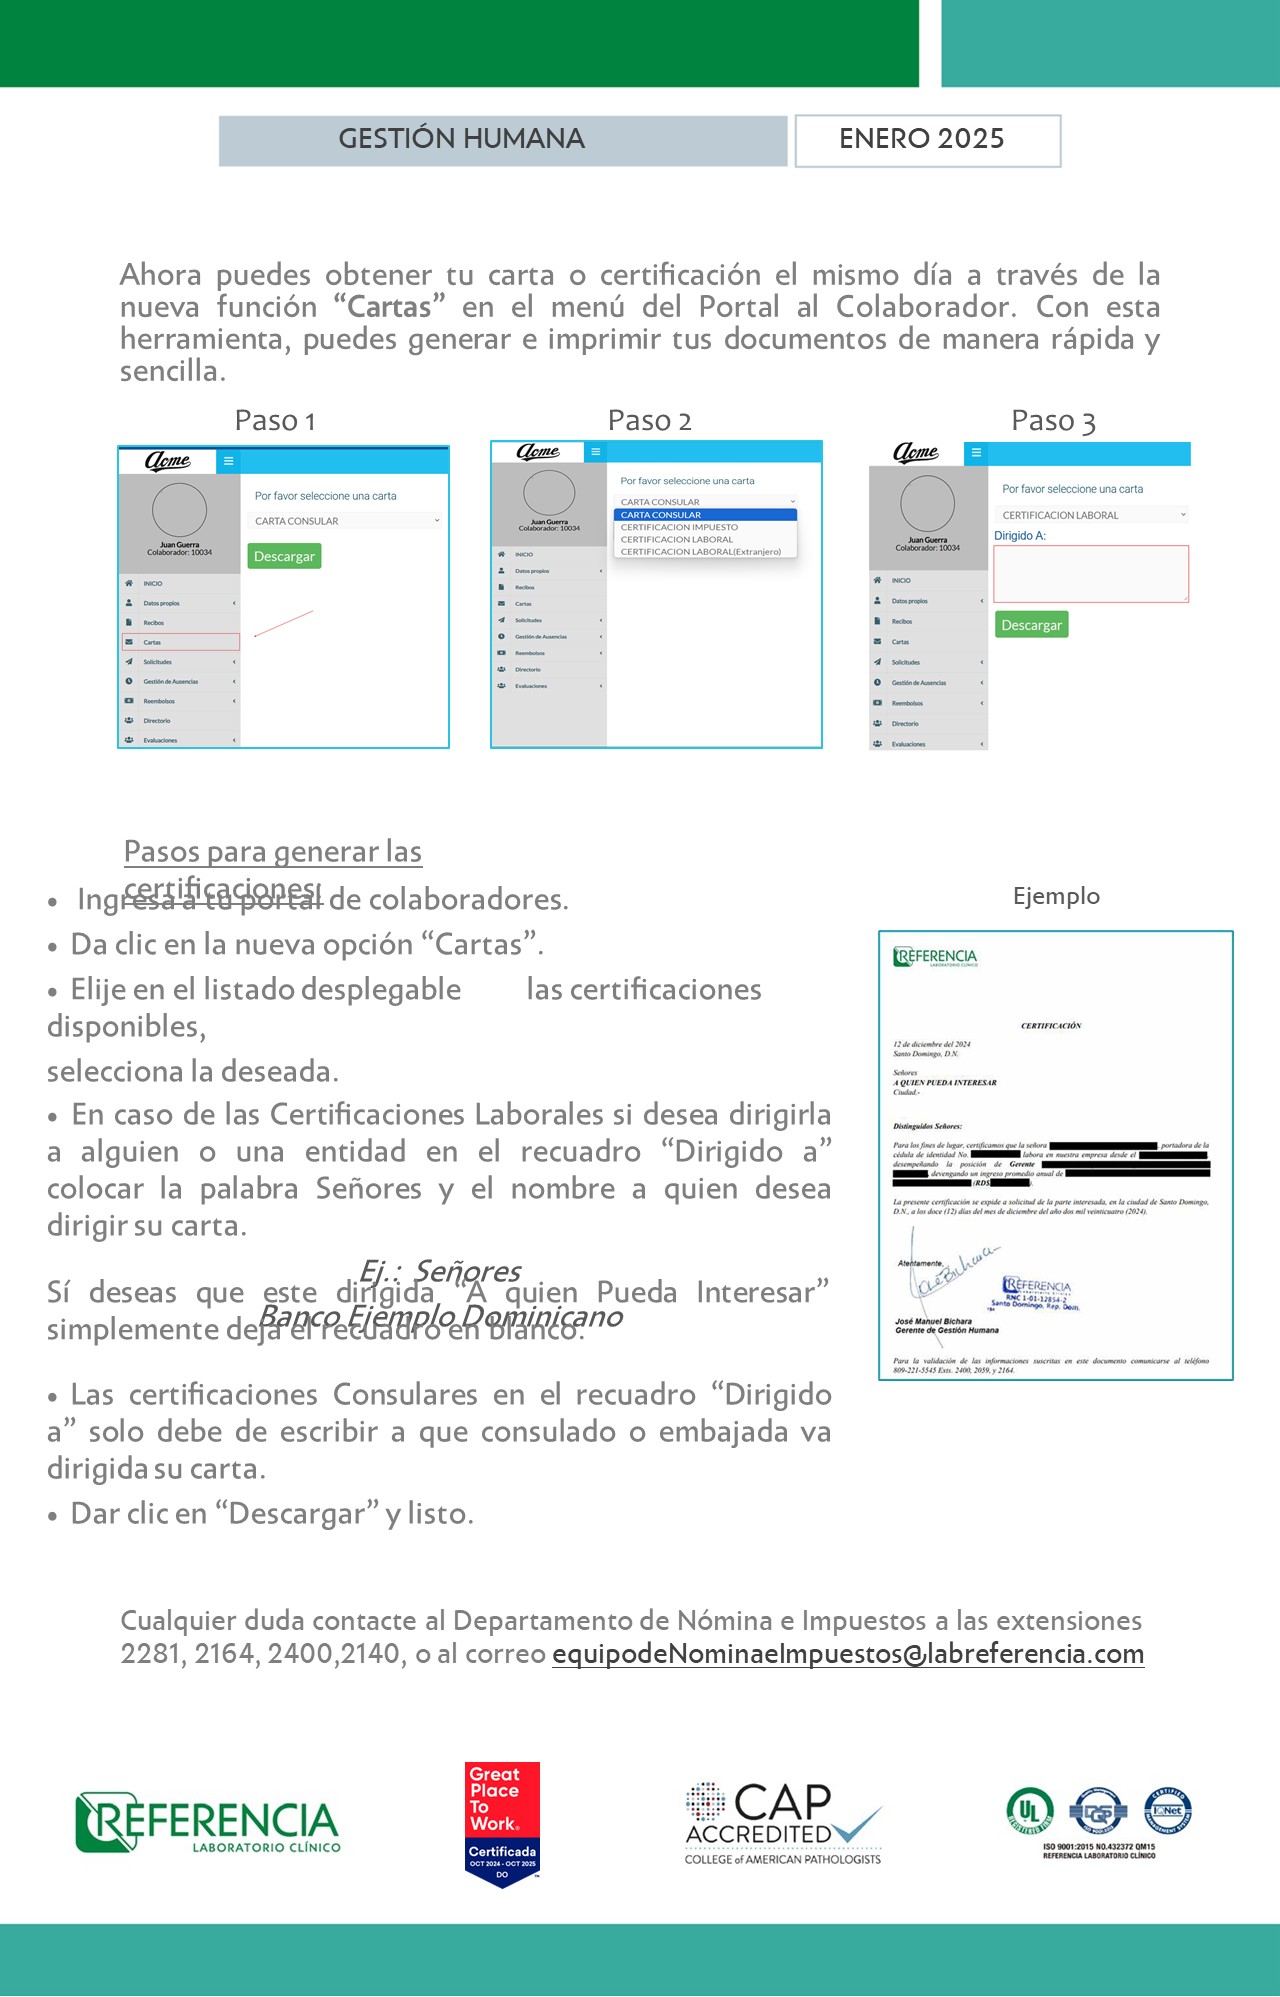 GESTIÓN HUMANA
ENERO 2025
Ahora puedes obtener tu carta o certificación el mismo día a través de la
nueva función “Cartas” en el menú del Portal al Colaborador. Con esta
herramienta, puedes generar e imprimir tus documentos de manera rápida y
sencilla.
Paso 1
Paso 2
Paso 3
Acme
Por favor seleccione una carta
CARTA CONSULAR
Descargar
Juan Guerra
Colaborador: 10034
INICIO
Datos propios
Recibos
Cartas
Solicitudes
Gestión de Ausencias
Reembolsos
Directorio
Evaluaciones
Acme
Por favor seleccione una carta
CARTA CONSULAR
CARTA CONSULAR
CERTIFICACION IMPUESTO
CERTIFICACION LABORAL
CERTIFICACION LABORAL(Extranjero)
Juan Guerra
Colaborador: 10034
INICIO
Datos propios
Recibos
Cartas
Solicitudes
Gestión de Ausencias
Reembolsos
Directorio
Evaluaciones
Acme
Por favor seleccione una carta
CERTIFICACION LABORAL
Dirigido A:
Descargar
Juan Guerra
Colaborador: 10034
INICIO
Datos propios
Recibos
Cartas
Solicitudes
Gestión de Ausencias
Reembolsos
Directorio
Evaluaciones
Pasos para generar las
certificaciones:
• Ingresa a tu portal de colaboradores.
• Da clic en la nueva opción “Cartas”.
• Elije en el listado desplegable las certificaciones
disponibles,
selecciona la deseada.
• En caso de las Certificaciones Laborales si desea dirigirla
a alguien o una entidad en el recuadro “Dirigido a”
colocar la palabra Señores y el nombre a quien desea
dirigir su carta.
Ej.: Señores
Banco Ejemplo Dominicano
Sí deseas que este dirigida “A quien Pueda Interesar”
simplemente deja el recuadro en blanco.
• Las certificaciones Consulares en el recuadro “Dirigido
a” solo debe de escribir a que consulado o embajada va
dirigida su carta.
• Dar clic en “Descargar” y listo.
Ejemplo
REFERENCIA
LABORATORIO CLÍNICO
CERTIFICACIÓN
12 de diciembre del 2024
Santo Domingo, D.N.
Señores
A QUIEN PUEDA INTERESAR
Ciudad.-
Distinguidos Señores:
Para los fines de lugar, certificamos que la señora , portadora de la
cédula de identidad No. labora en nuestra empresa desde el
desempeñando la posición de Gerente
, devengando un ingreso promedio anual de
(RD$ ).
La presente certificación se expide a solicitud de la parte interesada, en la ciudad de Santo Domingo,
D.N., a los doce (12) días del mes de diciembre del año dos mil veinticuatro (2024).
Atentamente,
José Bichara
REFERENCIA
RNC 1-01-12854-2
Santo Domingo, Rep. Dom.
José Manuel Bichara
Gerente de Gestión Humana
Para la validación de las informaciones suscritas en este documento comunicarse al teléfono
809-221-5545 Exts. 2400, 2059, y 2164.
Cualquier duda contacte al Departamento de Nómina e Impuestos a las extensiones
2281, 2164, 2400,2140, o al correo equipodeNominaeImpuestos@labreferencia.com
REFERENCIA
LABORATORIO CLÍNICO
Great
Place
To
Work.
Certificada
OCT 2024 - OCT 2025
DO
™
CAP
ACCREDITED
COLLEGE of AMERICAN PATHOLOGISTS
UL
REGISTERED FIRM
DQS
CERTIFIED
IQNet
MANAGEMENT SYSTEM
ISO 9001:2015 NO.432372 QM15
REFERENCIA LABORATORIO CLÍNICO